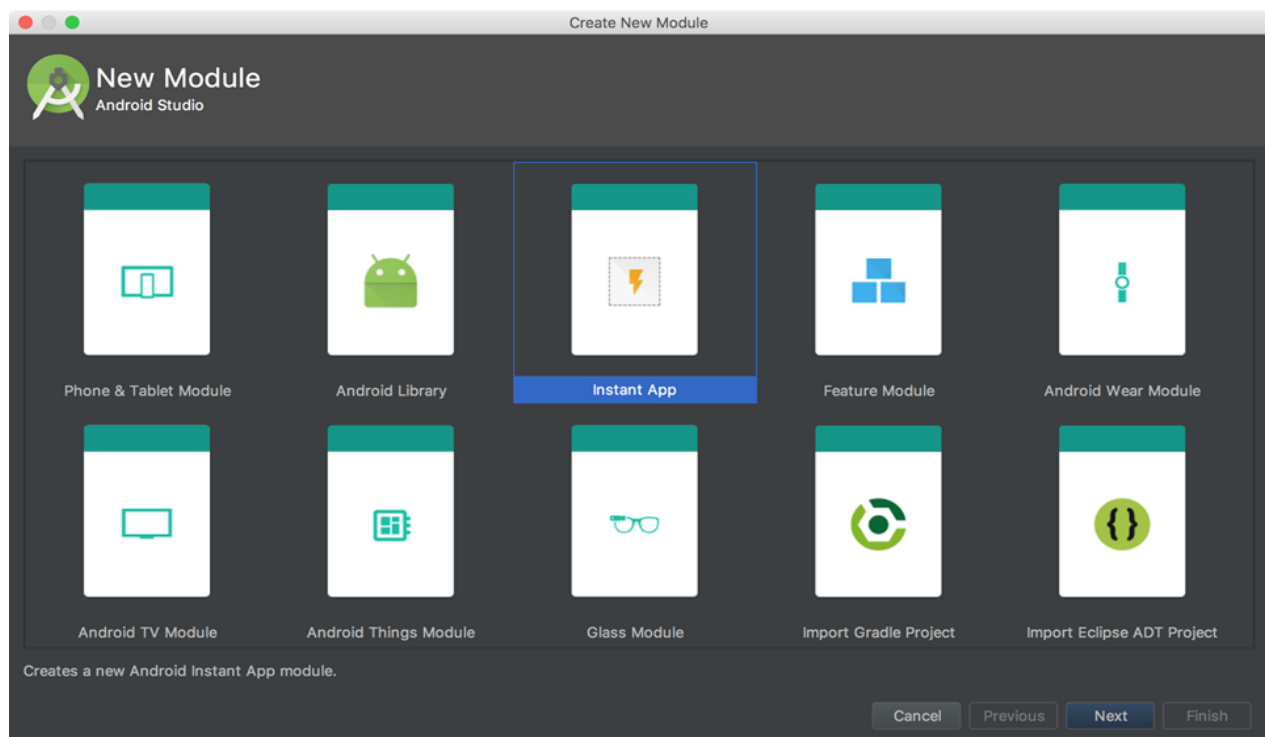 Create New Module
New Module
Android Studio
Phone & Tablet Module
Android Library
Instant App
Feature Module
Android Wear Module
Android TV Module
Android Things Module
Glass Module
Import Gradle Project
Import Eclipse ADT Project
Creates a new Android Instant App module.
Cancel
Previous
Next
Finish